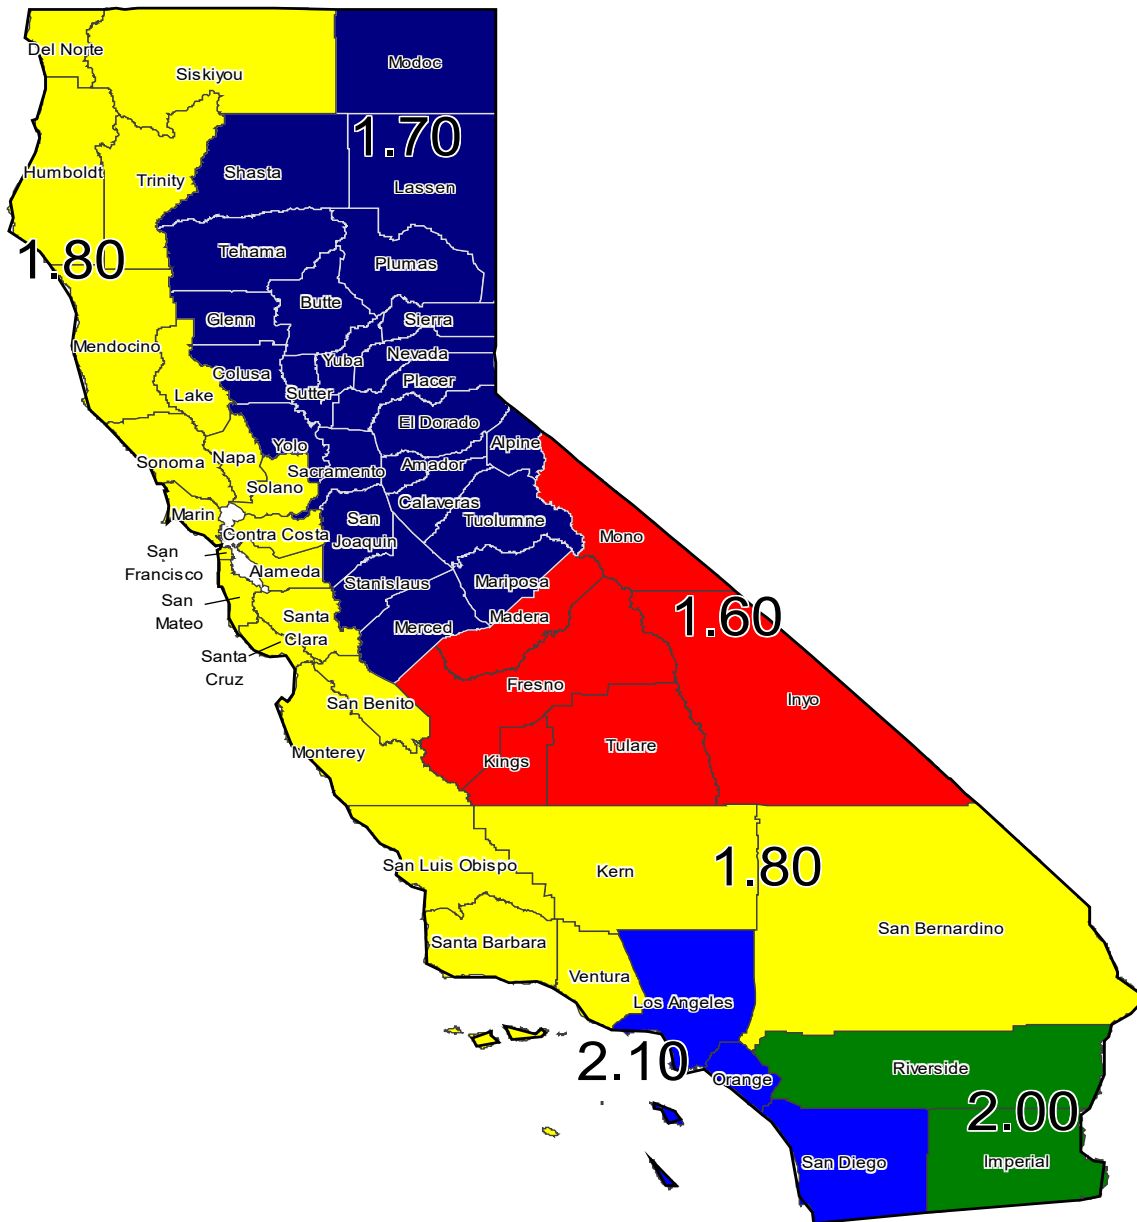 Del Norte
Siskiyou
Modoc
1.70
Humboldt
Trinity
Shasta
Lassen
1.80
Tehama
Plumas
Butte
Glenn
Sierra
Mendocino
Yuba
Nevada
Colusa
Placer
Lake
Sutter
El Dorado
Alpine
Yolo
Sonoma
Napa
Sacramento
Amador
Solano
Calaveras
Marin
Tuolumne
San
Joaquin
Contra Costa
Mono
San
Francisco
Alameda
Stanislaus
Mariposa
San
Mateo
Santa
Clara
Merced
Madera
1.60
Santa
Cruz
Fresno
Inyo
San Benito
Monterey
Kings
Tulare
San Luis Obispo
Kern
1.80
San Bernardino
Santa Barbara
Ventura
Los Angeles
2.10
Orange
Riverside
2.00
San Diego
Imperial